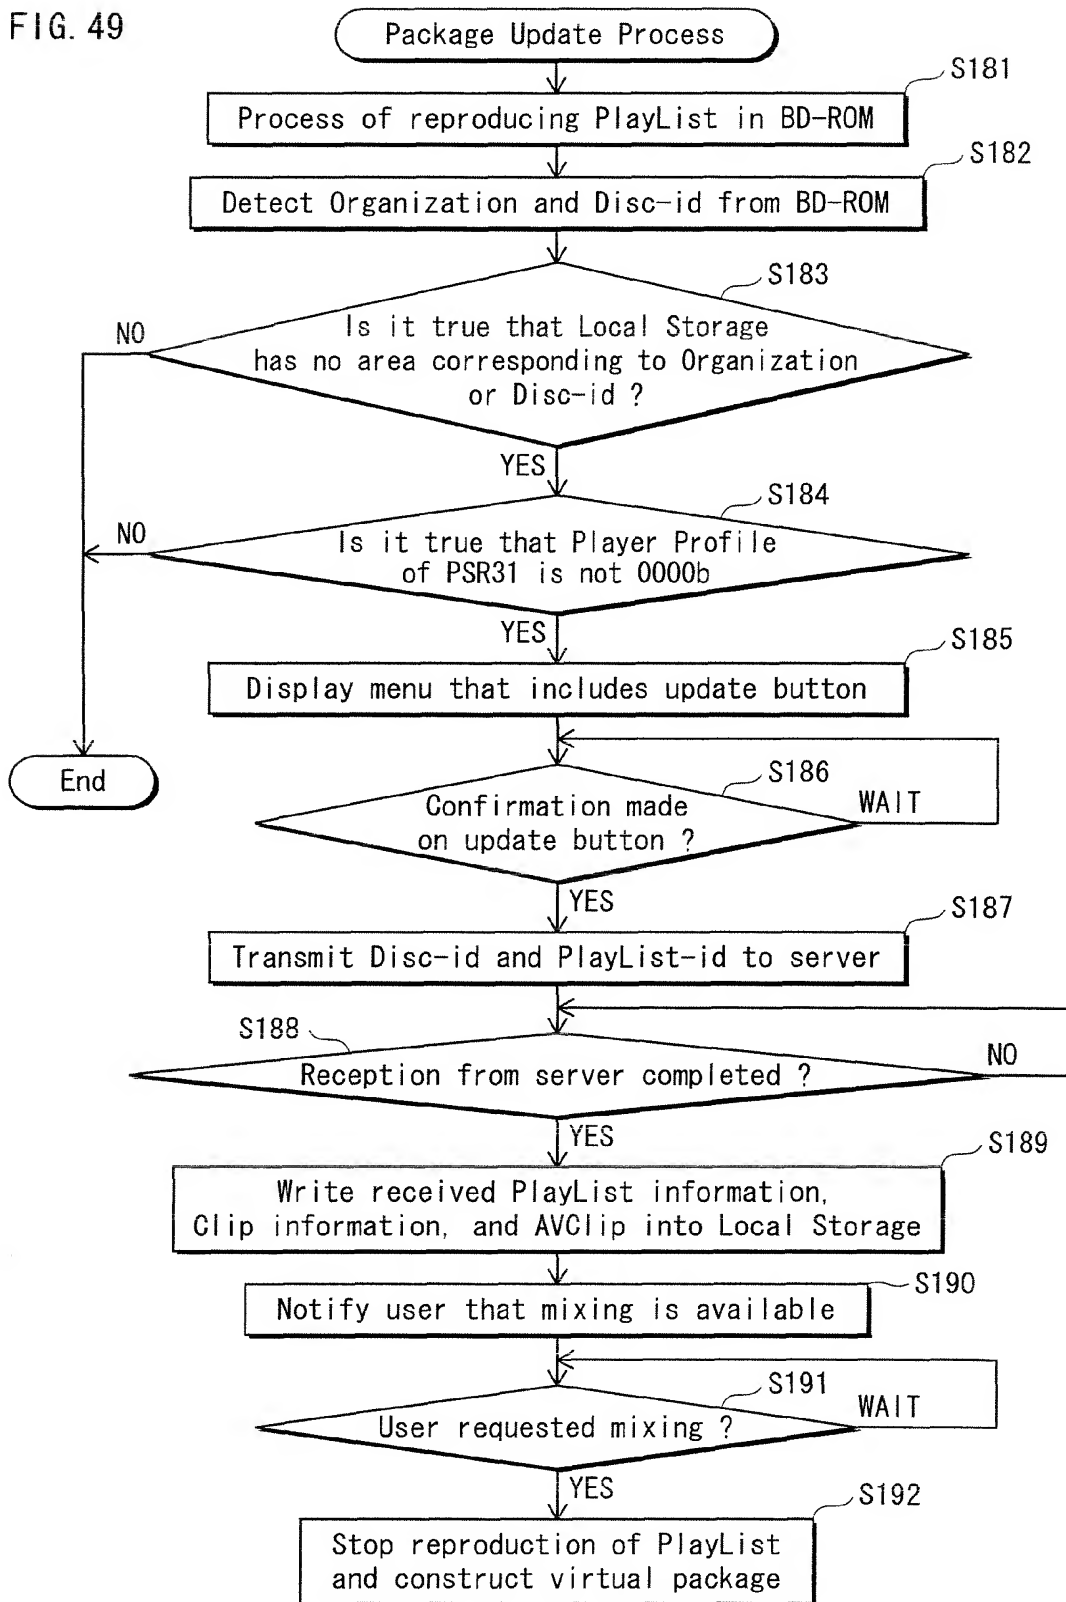 FIG. 49
Package Update Process
S181
Process of reproducing PlayList in BD-ROM
S182
Detect Organization and Disc-id from BD-ROM
S183
Is it true that Local Storage
has no area corresponding to Organization
or Disc-id ?
NO
YES
S184
Is it true that Player Profile
of PSR31 is not 0000b
NO
YES
S185
Display menu that includes update button
End
S186
Confirmation made
on update button ?
WAIT
YES
S187
Transmit Disc-id and PlayList-id to server
S188
Reception from server completed ?
NO
YES
S189
Write received PlayList information,
Clip information, and AVClip into Local Storage
S190
Notify user that mixing is available
S191
User requested mixing ?
WAIT
YES
S192
Stop reproduction of PlayList
and construct virtual package